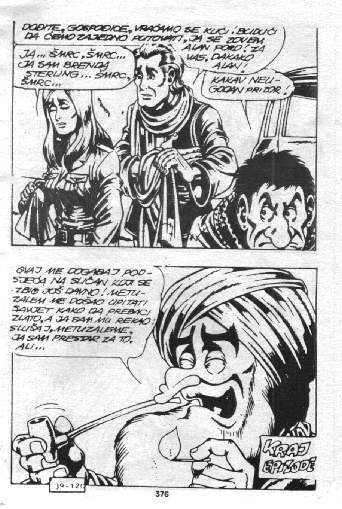 DOĐITE, GOSPOĐICE, VRAĆAMO SE KUĆI! BUDUĆI
DA ĆEMO ZAJEDNO PUTOVATI, JA SE ZOVEM
ALAN FORD! ZA
VAS, DAKAKO
ALAN!
JA... ŠMRC, ŠMRC...
JA SAM BRENDA
STERLING... ŠMRC,
ŠMRC...
KAKAV NEU-
GODAN PRIZOR!
OVAJ ME DOGAĐAJ POD-
SJEĆA NA SLIČAN KOJI SE
ZBIO JOŠ DAVNO! METU-
ZALEM ME DOŠAO UPITATI
SAVJET KAKO DA PREBACI
ZLATO, A JA SAM MU REKAO:
SLUŠAJ, METUZALEME,
JA SAM PRESTAR ZA TO,
ALI...
KRAJ
EPIZODE
39-120
376